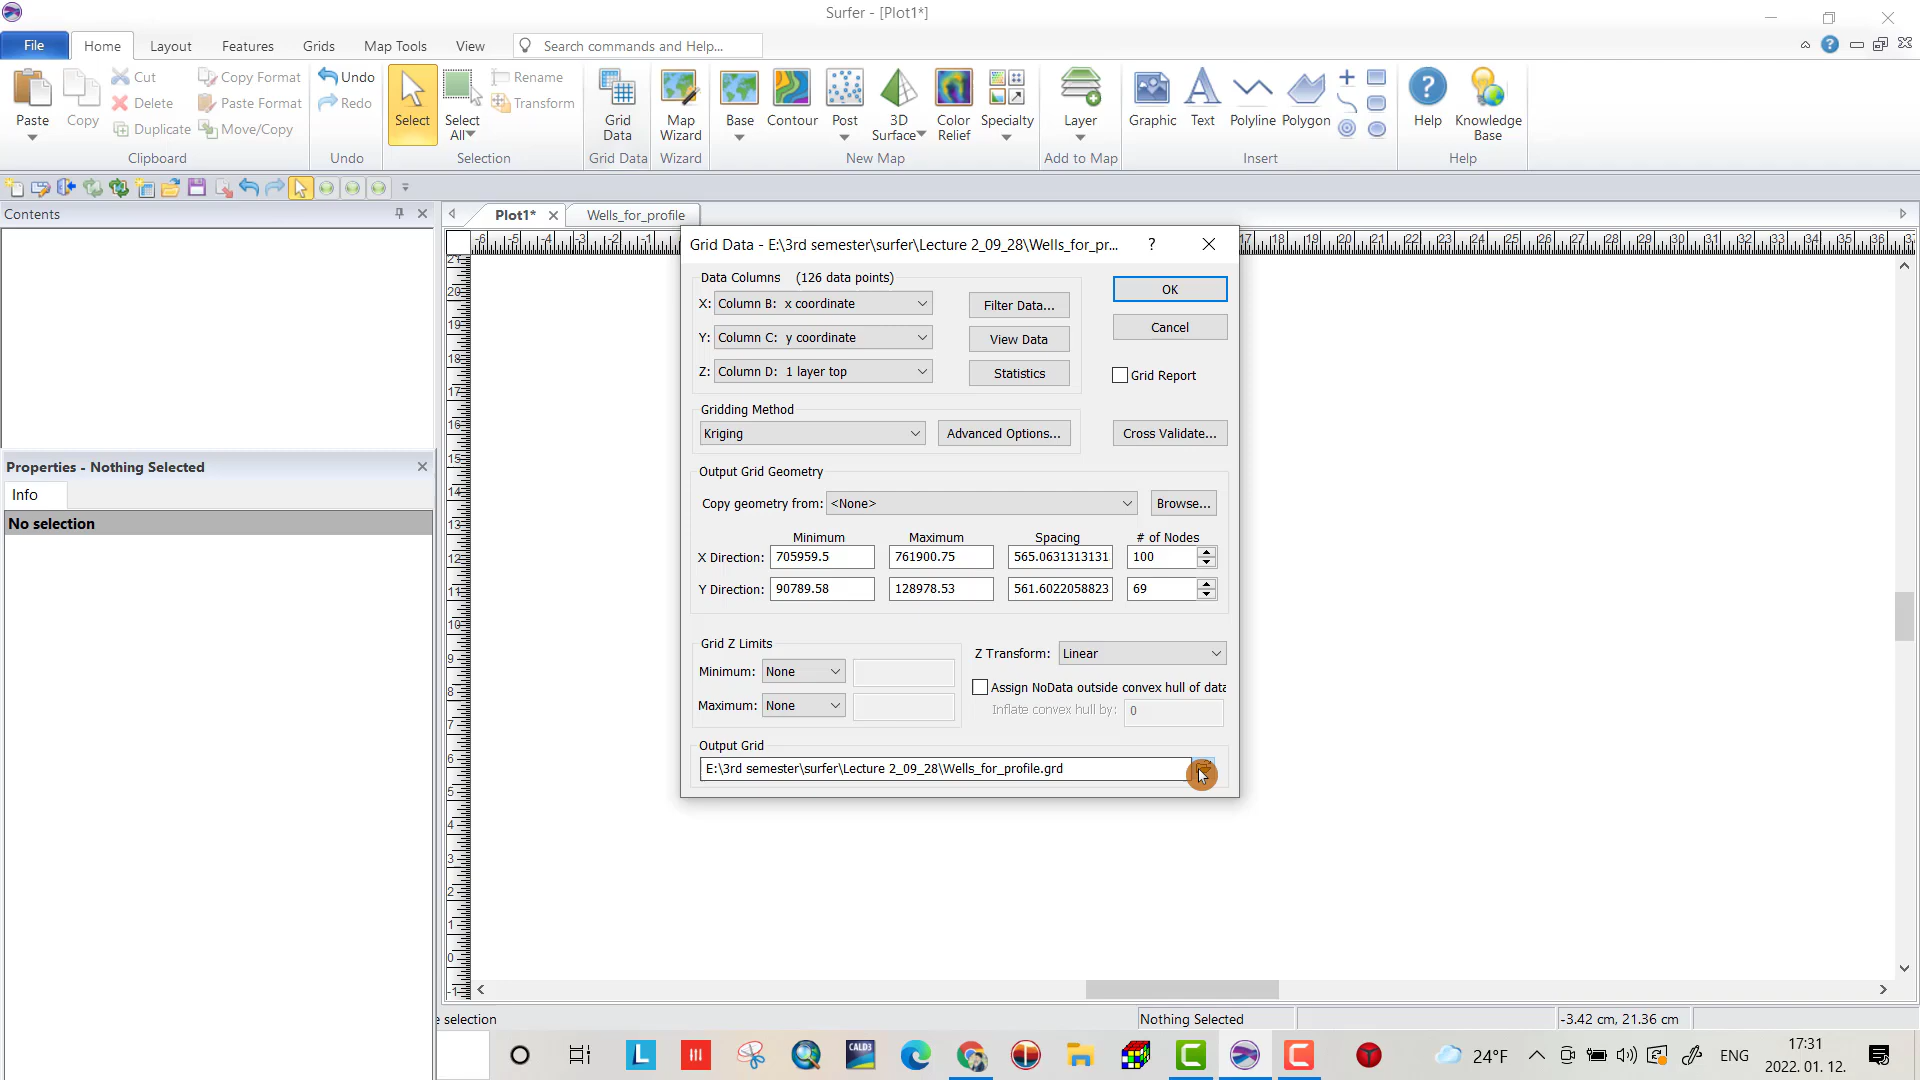 Surfer - [Plot1*]
File Home Layout Features Grids Map Tools View Search commands and Help...
Paste Copy Cut Delete Duplicate Copy Format Paste Format Move/Copy
Clipboard
Undo Redo
Undo
Select Select All Rename Transform
Selection
Grid Data
Grid Data
Map Wizard
Wizard
Base Contour Post 3D Surface Color Relief Specialty
New Map
Layer
Add to Map
Graphic Text Polyline Polygon
Insert
Help Knowledge Base
Help
Contents
Plot1* Wells_for_profile
Properties - Nothing Selected
Info
No selection
Grid Data - E:\3rd semester\surfer\Lecture 2_09_28\Wells_for_pr... ?
Data Columns (126 data points)
X: Column B: x coordinate Filter Data...
Y: Column C: y coordinate View Data
Z: Column D: 1 layer top Statistics
OK
Cancel
Grid Report
Gridding Method
Kriging Advanced Options... Cross Validate...
Output Grid Geometry
Copy geometry from: <None> Browse...
Minimum Maximum Spacing # of Nodes
X Direction: 705959.5 761900.75 565.0631313131 100
Y Direction: 90789.58 128978.53 561.6022058823 69
Grid Z Limits
Minimum: None
Maximum: None
Z Transform: Linear
Assign NoData outside convex hull of data
Inflate convex hull by: 0
Output Grid
E:\3rd semester\surfer\Lecture 2_09_28\Wells_for_profile.grd
e selection Nothing Selected -3.42 cm, 21.36 cm
CALD3
24°F ENG 17:31
2022. 01. 12.